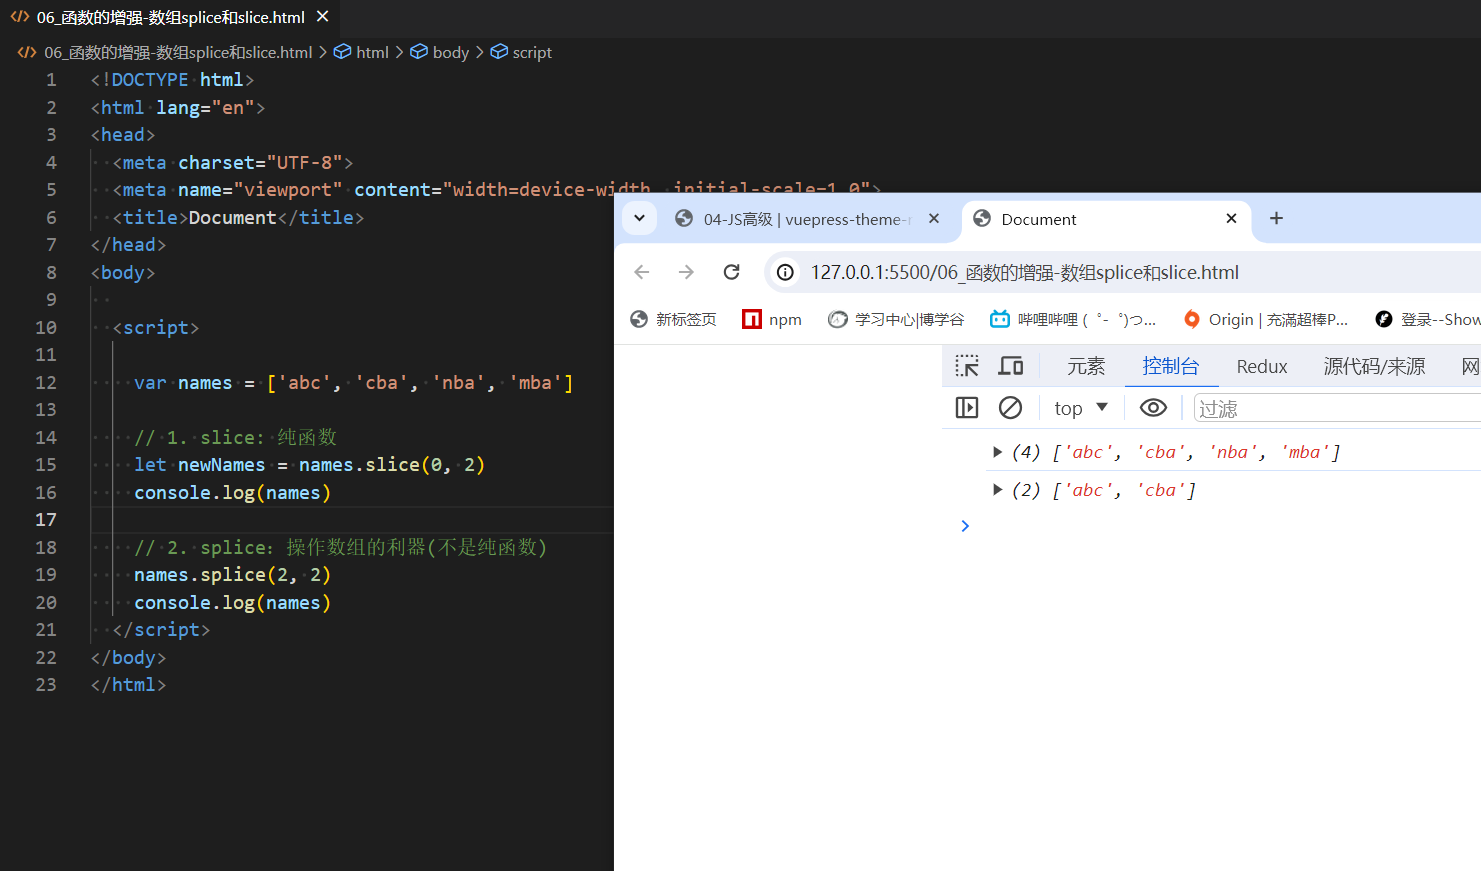 06_函数的增强-数组splice和slice.html
06_函数的增强-数组splice和slice.html > html > body > script
1 <!DOCTYPE html>
2 <html lang="en">
3 <head>
4 <meta charset="UTF-8">
5 <meta name="viewport" content="width=device-width, initial-scale=1.0">
6 <title>Document</title>
7 </head>
8 <body>
9
10 <script>
11
12 var names = ['abc', 'cba', 'nba', 'mba']
13
14 // 1. slice: 纯函数
15 let newNames = names.slice(0, 2)
16 console.log(names)
17
18 // 2. splice: 操作数组的利器(不是纯函数)
19 names.splice(2, 2)
20 console.log(names)
21 </script>
22 </body>
23 </html>
04-JS高级 | vuepress-theme-
Document
127.0.0.1:5500/06_函数的增强-数组splice和slice.html
新标签页 npm 学习中心|博学谷 哔哩哔哩 ( ゜- ゜)つ... Origin | 充满超棒P... 登录--Show
元素 控制台 Redux 源代码/来源 网
top 过滤
(4) ['abc', 'cba', 'nba', 'mba']
(2) ['abc', 'cba']